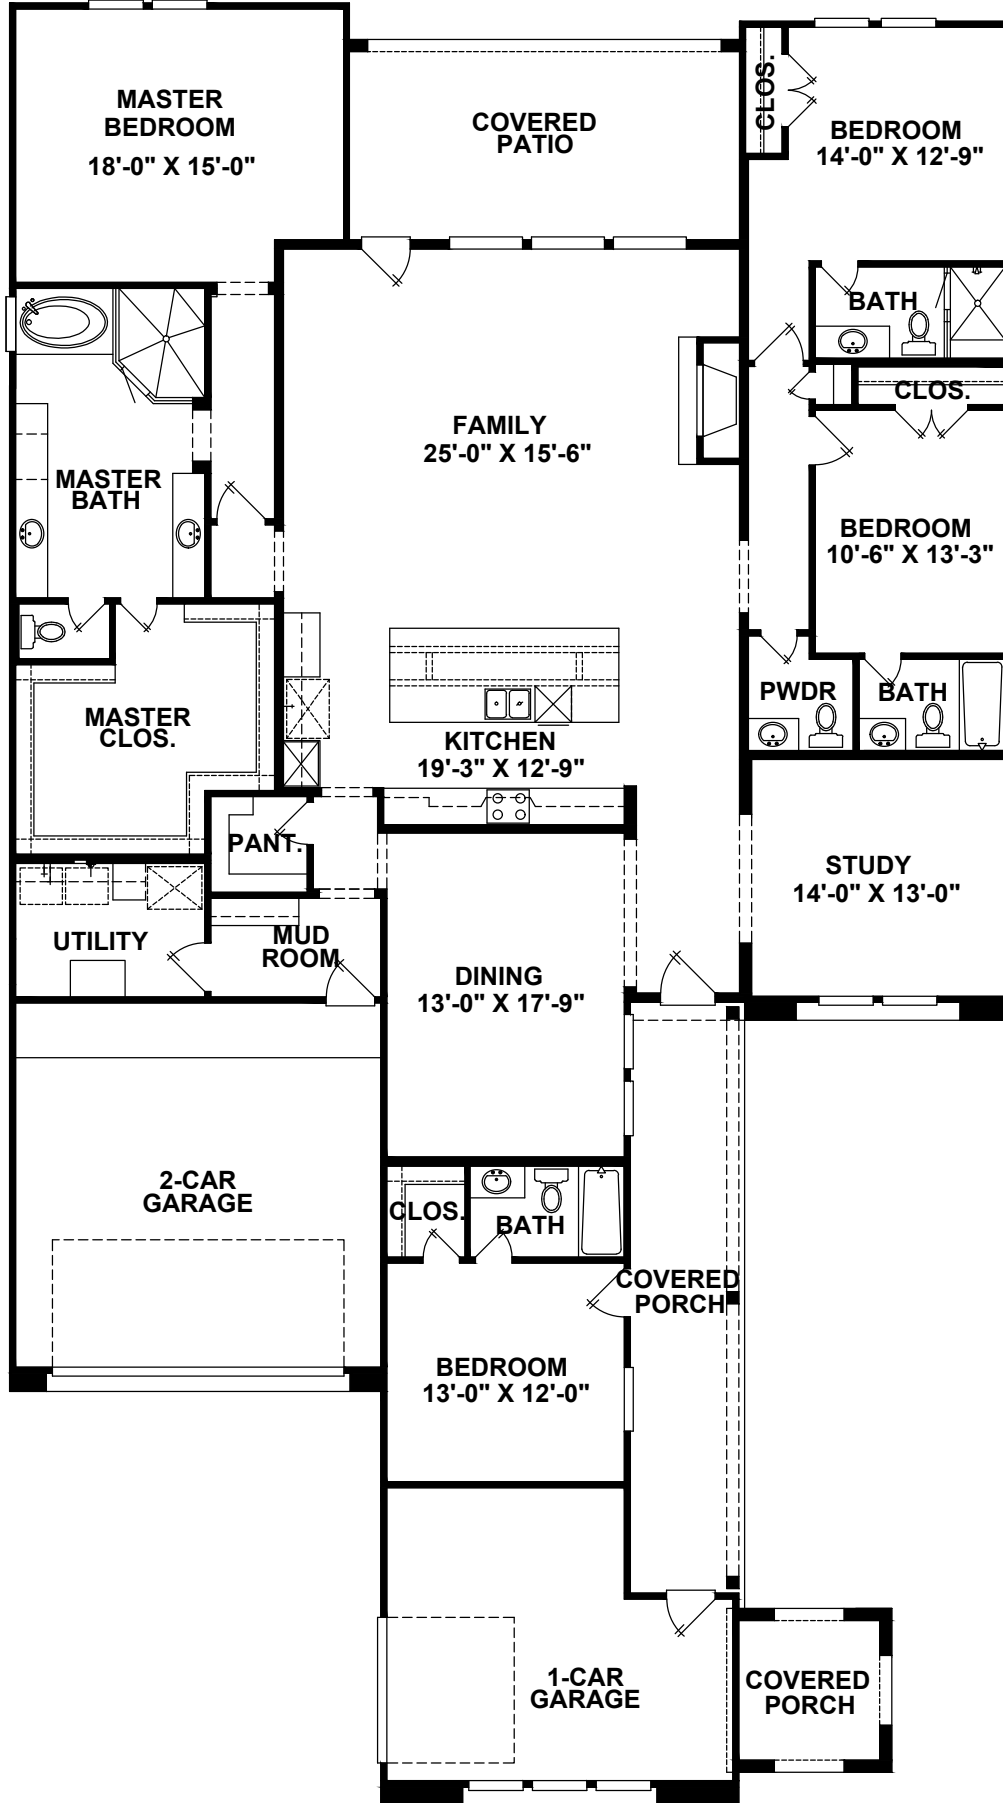 MASTER
BEDROOM
18'-0" X 15'-0"
COVERED
PATIO
CLOS.
BEDROOM
14'-0" X 12'-9"
BATH
CLOS.
FAMILY
25'-0" X 15'-6"
MASTER
BATH
BEDROOM
10'-6" X 13'-3"
MASTER
CLOS.
KITCHEN
19'-3" X 12'-9"
PWDR
BATH
PANT.
STUDY
14'-0" X 13'-0"
UTILITY
MUD
ROOM
DINING
13'-0" X 17'-9"
2-CAR
GARAGE
CLOS.
BATH
COVERED
PORCH
BEDROOM
13'-0" X 12'-0"
1-CAR
GARAGE
COVERED
PORCH